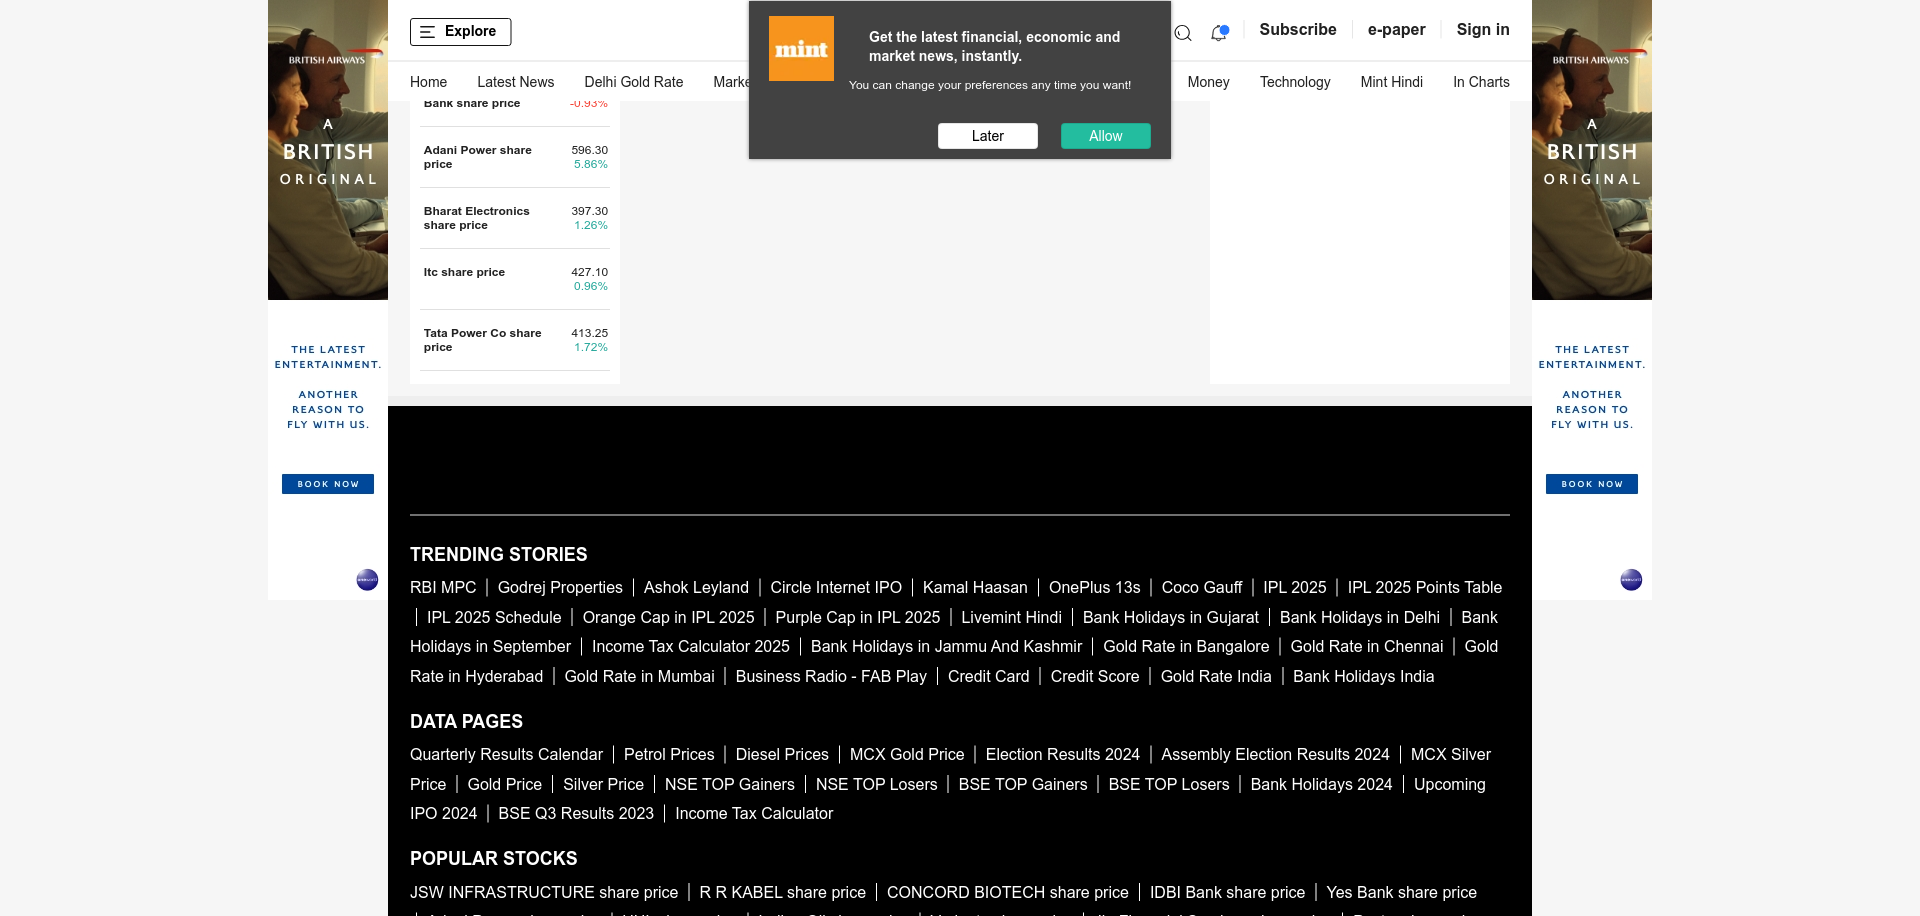 Explore
mint
Get the latest financial, economic and
market news, instantly.
You can change your preferences any time you want!
Later
Allow
Subscribe
e-paper
Sign in
Home
Latest News
Delhi Gold Rate
Money
Technology
Mint Hindi
In Charts
BRITISH AIRWAYS
A
BRITISH
ORIGINAL
THE LATEST
ENTERTAINMENT.
ANOTHER
REASON TO
FLY WITH US.
BOOK NOW
Bank share price
-0.93%
Adani Power share
price
596.30
5.86%
Bharat Electronics
share price
397.30
1.26%
Itc share price
427.10
0.96%
Tata Power Co share
price
413.25
1.72%
BRITISH AIRWAYS
A
BRITISH
ORIGINAL
THE LATEST
ENTERTAINMENT.
ANOTHER
REASON TO
FLY WITH US.
BOOK NOW
TRENDING STORIES
RBI MPC | Godrej Properties | Ashok Leyland | Circle Internet IPO | Kamal Haasan | OnePlus 13s | Coco Gauff | IPL 2025 | IPL 2025 Points Table
| IPL 2025 Schedule | Orange Cap in IPL 2025 | Purple Cap in IPL 2025 | Livemint Hindi | Bank Holidays in Gujarat | Bank Holidays in Delhi | Bank
Holidays in September | Income Tax Calculator 2025 | Bank Holidays in Jammu And Kashmir | Gold Rate in Bangalore | Gold Rate in Chennai | Gold
Rate in Hyderabad | Gold Rate in Mumbai | Business Radio - FAB Play | Credit Card | Credit Score | Gold Rate India | Bank Holidays India
DATA PAGES
Quarterly Results Calendar | Petrol Prices | Diesel Prices | MCX Gold Price | Election Results 2024 | Assembly Election Results 2024 | MCX Silver
Price | Gold Price | Silver Price | NSE TOP Gainers | NSE TOP Losers | BSE TOP Gainers | BSE TOP Losers | Bank Holidays 2024 | Upcoming
IPO 2024 | BSE Q3 Results 2023 | Income Tax Calculator
POPULAR STOCKS
JSW INFRASTRUCTURE share price | R R KABEL share price | CONCORD BIOTECH share price | IDBI Bank share price | Yes Bank share price